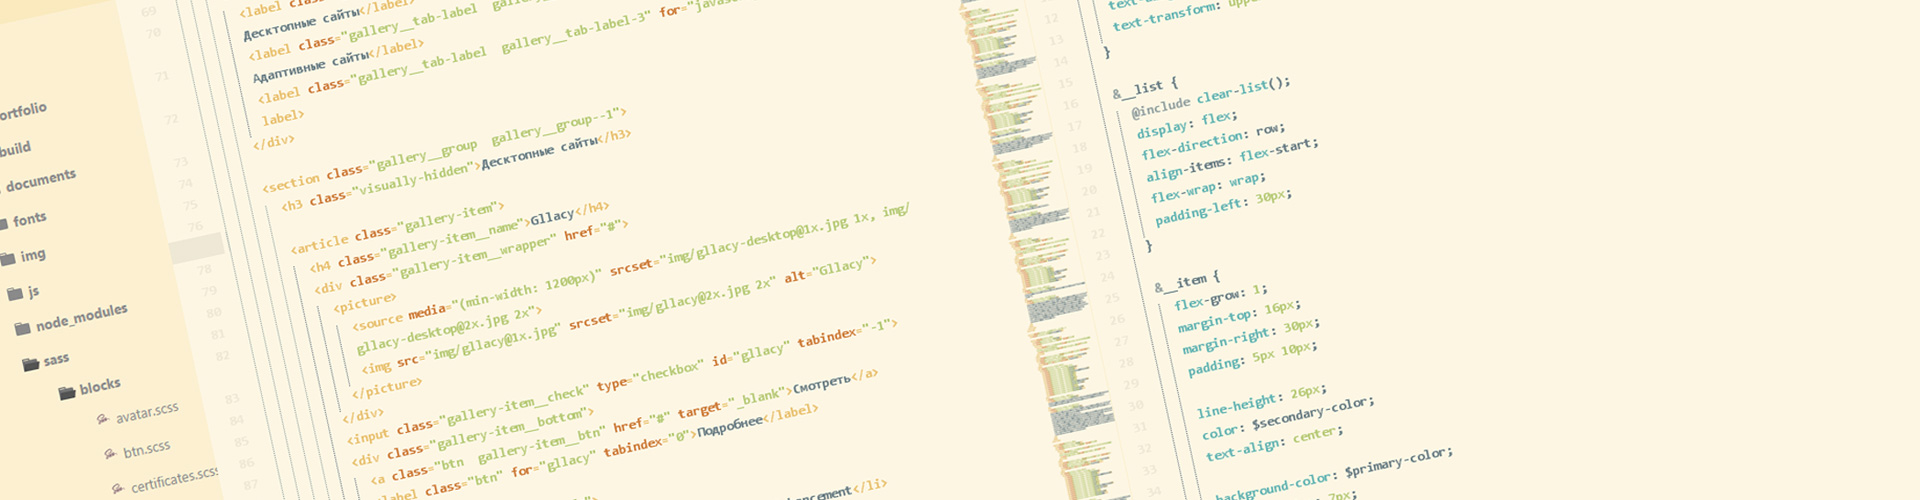 ortfolio
build
documents
fonts
img
js
node_modules
sass
blocks
avatar.scss
btn.scss
certificates.scss
69
70
71
72
73
74
75
76
78
79
80
81
82
83
84
85
86
87
<label
Десктопные сайты</label>
<label class="gallery__tab-label gallery__tab-label-3" for="javas
Адаптивные сайты</label>
<label class="gallery__tab-label
label>
</div>
<section class="gallery__group gallery__group--1">
<h3 class="visually-hidden">Десктопные сайты</h3>
<article class="gallery-item">
<h4 class="gallery-item__name">Gllacy</h4>
<div class="gallery-item__wrapper" href="#">
<picture>
<source media="(min-width: 1200px)" srcset="img/gllacy-desktop@1x.jpg 1x, img/
gllacy-desktop@2x.jpg 2x">
<img src="img/gllacy@1x.jpg" srcset="img/gllacy@2x.jpg 2x" alt="Gllacy">
</picture>
</div>
<input class="gallery-item__check" type="checkbox" id="gllacy" tabindex="-1">
<div class="gallery-item__bottom">
<a class="btn gallery-item__btn" href="#" target="_blank">Смотреть</a>
<label class="btn" for="gllacy" tabindex="0">Подробнее</label>
ancement</li>
12
13
14
15
16
17
18
19
20
21
22
23
24
25
26
27
28
29
30
31
32
33
34
text-transform: upp
}
&__list {
@include clear-list();
display: flex;
flex-direction: row;
align-items: flex-start;
flex-wrap: wrap;
padding-left: 30px;
}
&__item {
flex-grow: 1;
margin-top: 16px;
margin-right: 30px;
padding: 5px 10px;
line-height: 26px;
color: $secondary-color;
text-align: center;
background-color: $primary-color;
7px;